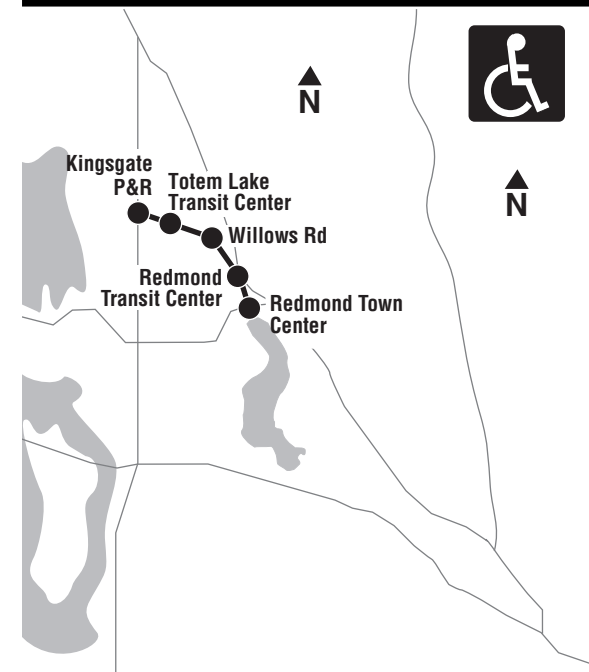 N
N
Kingsgate
P&R
Totem Lake
Transit Center
Willows Rd
Redmond
Transit Center
Redmond Town
Center